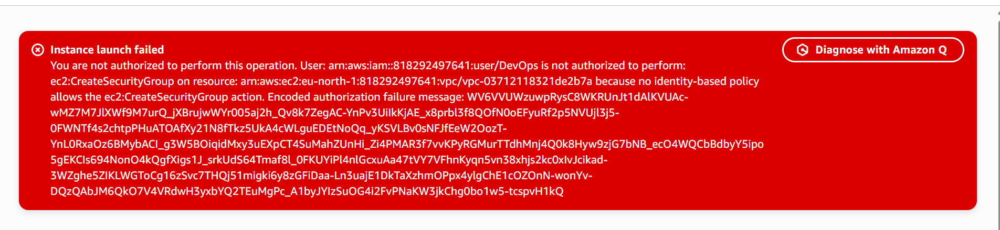 Instance launch failed
Diagnose with Amazon Q
You are not authorized to perform this operation. User: arn:aws:iam::818292497641:user/DevOps is not authorized to perform:
ec2:CreateSecurityGroup on resource: arn:aws:ec2:eu-north-1:818292497641:vpc/vpc-03712118321de2b7a because no identity-based policy
allows the ec2:CreateSecurityGroup action. Encoded authorization failure message: WV6VVUWzuwpRysC8WKRUnJt1dAlKVUAc-
wMZ7M7JlXWf9M7urQ_jXBrujwWYr005aj2h_Qv8k7ZegAC-YnPv3UiIkKjAE_x8prbl3f8QOfN0oEFyuRf2p5NVUjl3j5-
0FWNTf4s2chtpPHuATOAfXy21N8fTkz5UkA4cWLguEDEtNoQq_yKSVLBv0sNFJfEeW2OozT-
YnL0RxaOz6BMybACI_g3W5BOiqidMxy3uEXpCT4SuMahZUnHi_Zi4PMAR3f7vvKPyRGMurTTdhMnj4Q0k8Hyw9zjG7bNB_ecO4WQCbBdbyY5ipo
5gEKCIs694NonO4kQgfXigs1J_srkUdS64Tmaf8l_0FKUYiPl4nlGcxuAa47tVY7VFhnKyqn5vn38xhjs2kc0xIvJcikad-
3WZghe5ZIKLWGToCg16zSvc7THQj51migki6y8zGFiDaa-Ln3uajE1DkTaXzhmOPpx4ylgChE1cOZOnN-wonYv-
DQzQAbJM6QkO7V4VRdwH3yxbYQ2TEuMgPc_A1byJYIzSuOG4i2FvPNaKW3jkChg0bo1w5-tcspvH1kQ